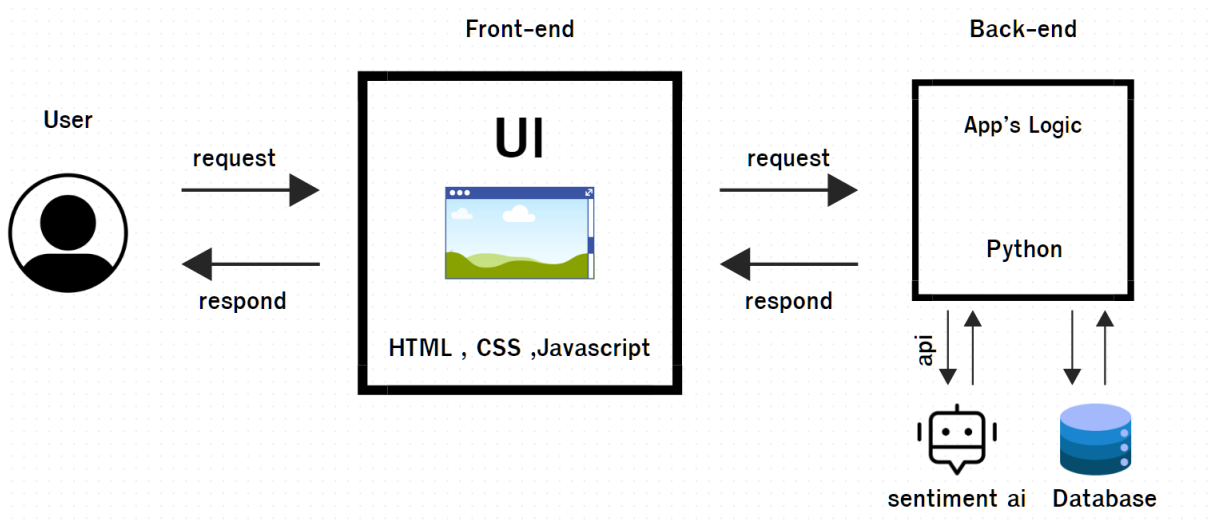 Front-end
Back-end
User
UI
App's Logic
request
request
Python
respond
respond
HTML , CSS ,Javascript
api
sentiment ai
Database